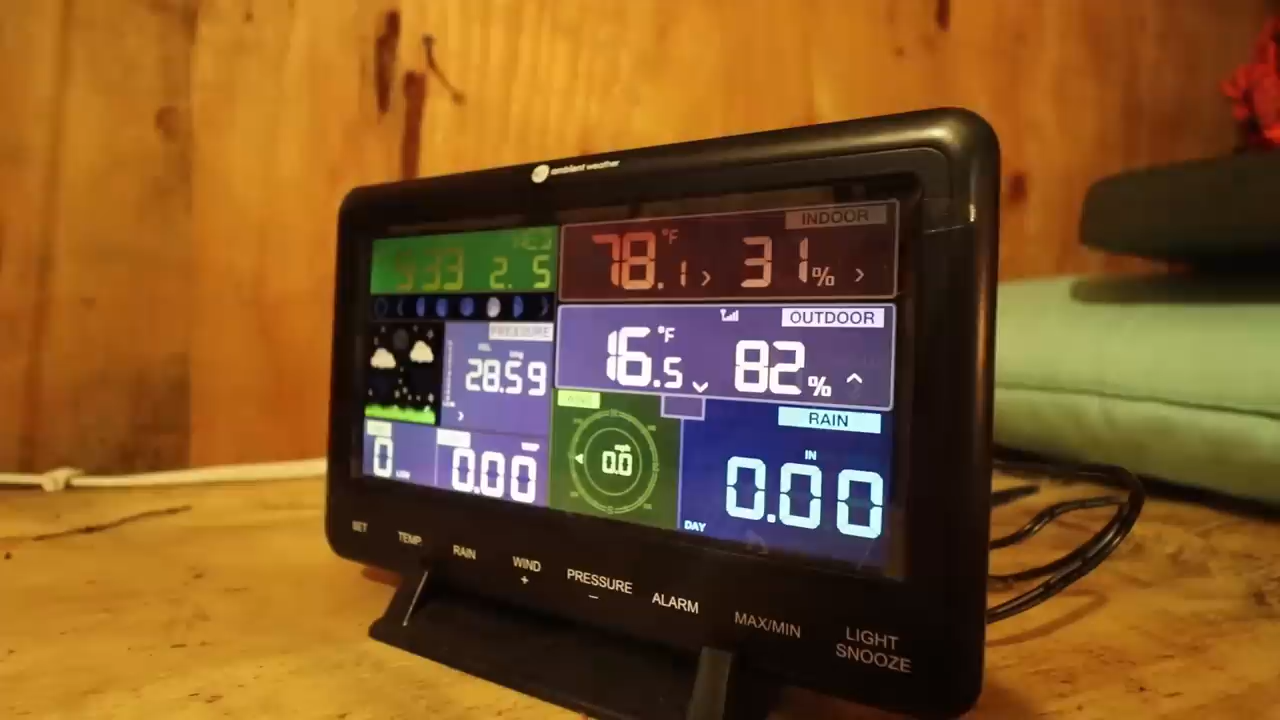 ambient weather
INDOOR
9:33 2. 5
78.1 °F 31%
OUTDOOR
16.5 °F 82%
PRESSURE
28.59
WIND
0.0
RAIN
IN
0.00
DAY
0
0.00
SET TEMP RAIN WIND + PRESSURE − ALARM MAX/MIN LIGHT SNOOZE